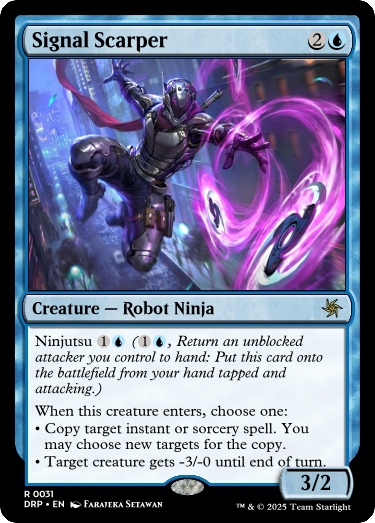 Signal Scarper 2
Creature — Robot Ninja
Ninjutsu 1 (1, Return an unblocked
attacker you control to hand: Put this card onto
the battlefield from your hand tapped and
attacking.)
When this creature enters, choose one:
• Copy target instant or sorcery spell. You
may choose new targets for the copy.
• Target creature gets -3/-0 until end of turn.
3/2
R 0031
DRP • EN Farajeka Setawan
™ & © 2025 Team Starlight